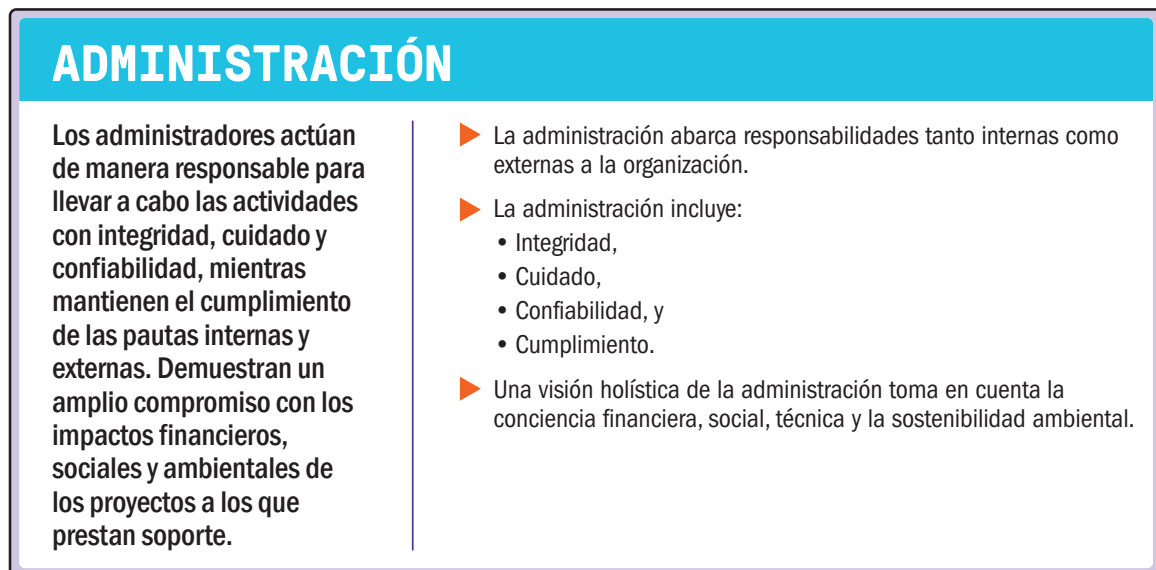 ADMINISTRACIÓN
Los administradores actúan
de manera responsable para
llevar a cabo las actividades
con integridad, cuidado y
confiabilidad, mientras
mantienen el cumplimiento
de las pautas internas y
externas. Demuestran un
amplio compromiso con los
impactos financieros,
sociales y ambientales de
los proyectos a los que
prestan soporte.
La administración abarca responsabilidades tanto internas como
externas a la organización.
La administración incluye:
• Integridad,
• Cuidado,
• Confiabilidad, y
• Cumplimiento.
Una visión holística de la administración toma en cuenta la
conciencia financiera, social, técnica y la sostenibilidad ambiental.